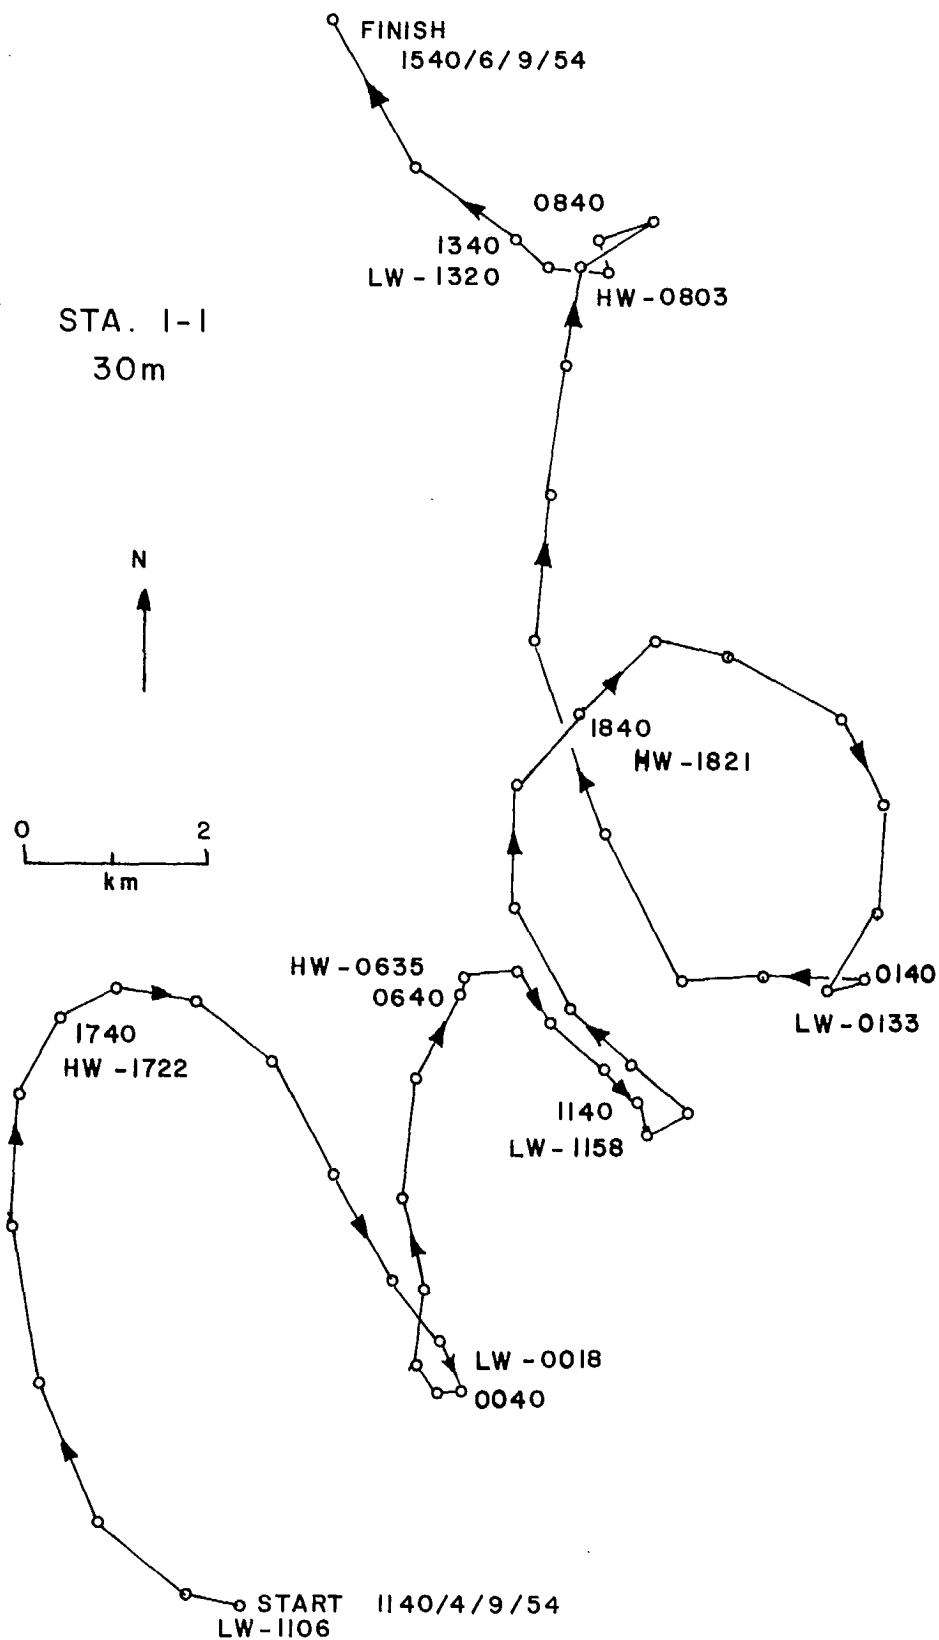 FINISH
1540/6/9/54
0840
1340
LW-1320
HW-0803
STA. 1-1
30m
N
1840
HW-1821
0 2
km
HW-0635
0640
0140
LW-0133
1740
HW-1722
1140
LW-1158
LW-0018
0040
START 1140/4/9/54
LW-1106